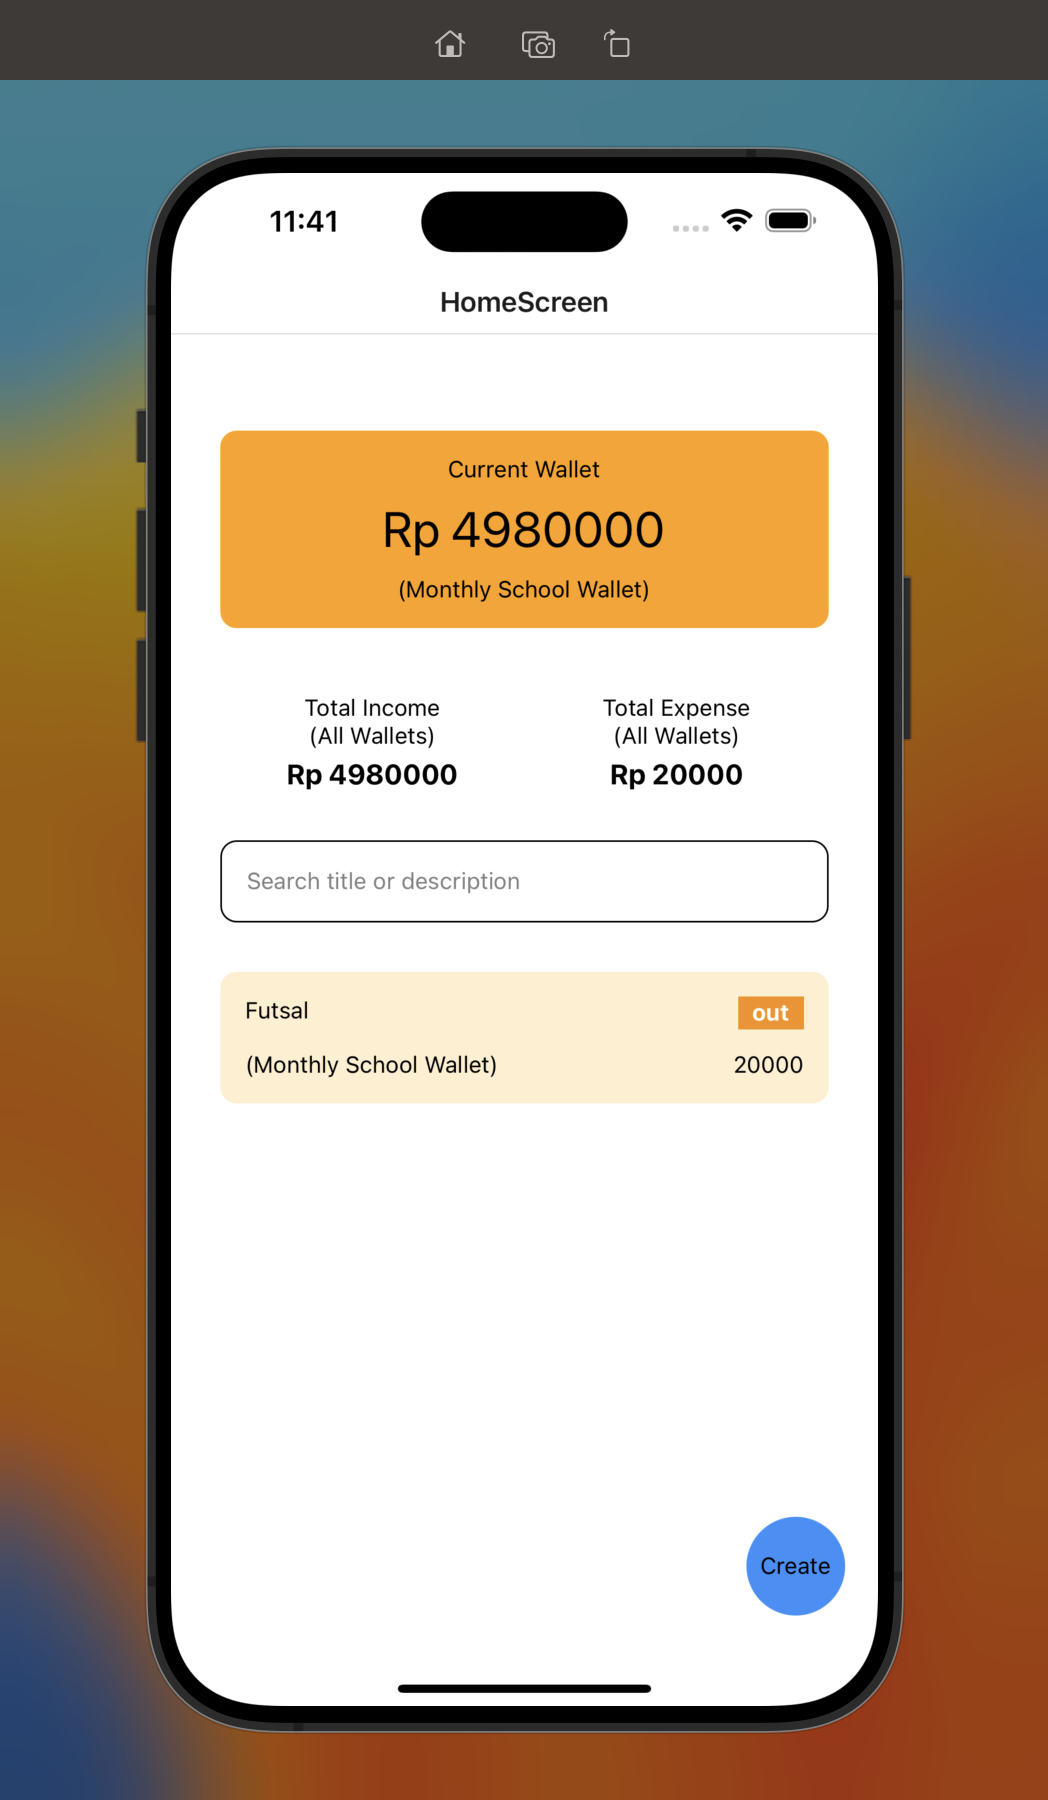 11:41
HomeScreen
Current Wallet
Rp 4980000
(Monthly School Wallet)
Total Income
(All Wallets)
Rp 4980000
Total Expense
(All Wallets)
Rp 20000
Search title or description
Futsal
out
(Monthly School Wallet)
20000
Create